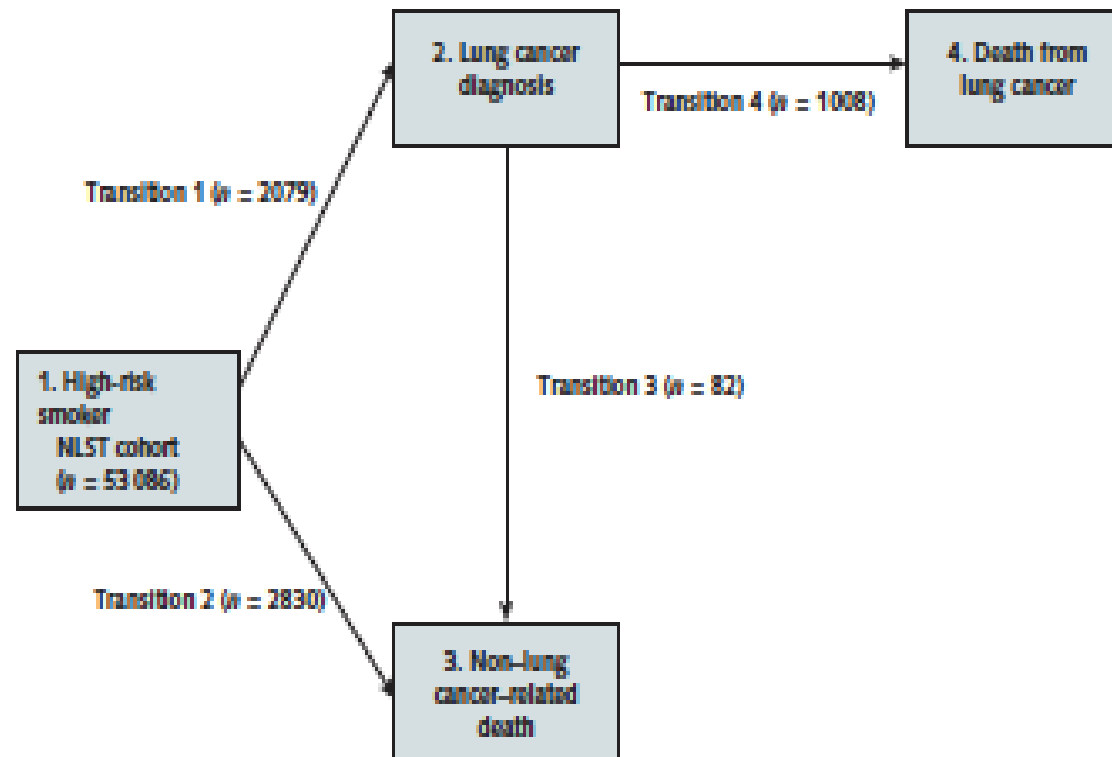 2. Lung cancer
diagnosis
4. Death from
lung cancer
Transition 4 (n = 1008)
Transition 1 (n = 2079)
1. High-risk
smoker
NLST cohort
(n = 53 086)
Transition 3 (n = 82)
Transition 2 (n = 2830)
3. Non–lung
cancer–related
death